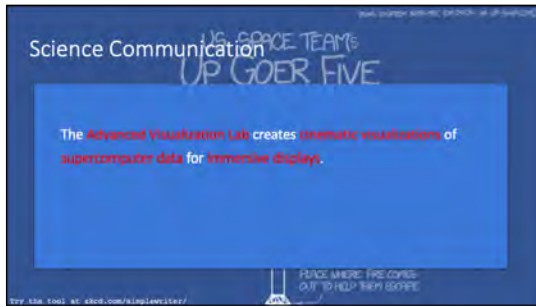 Science Communication
U.S. SPACE TEAM'S
UP GOER FIVE
The Advanced Visualization Lab creates cinematic visualizations of
supercomputer data for immersive displays.
PLACE WHERE FIRE COMES
OUT TO HELP THEM ESCAPE
Try the tool at xkcd.com/simplewriter/